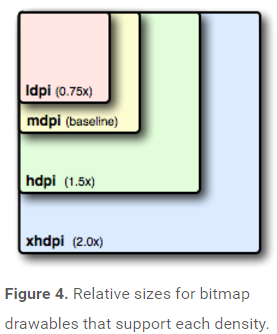 ldpi (0.75x)
mdpi (baseline)
hdpi (1.5x)
xhdpi (2.0x)
Figure 4. Relative sizes for bitmap
drawables that support each density.